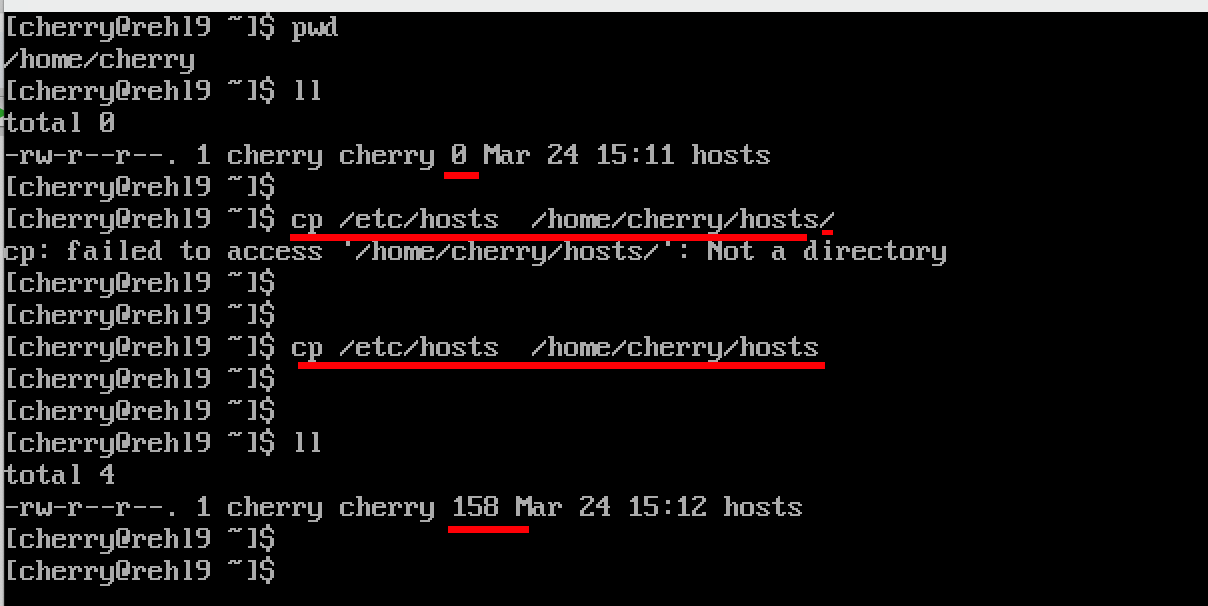 [cherry@rehl9 ~]$ pwd
/home/cherry
[cherry@rehl9 ~]$ ll
total 0
-rw-r--r--. 1 cherry cherry 0 Mar 24 15:11 hosts
[cherry@rehl9 ~]$
[cherry@rehl9 ~]$ cp /etc/hosts  /home/cherry/hosts/
cp: failed to access '/home/cherry/hosts/': Not a directory
[cherry@rehl9 ~]$
[cherry@rehl9 ~]$
[cherry@rehl9 ~]$ cp /etc/hosts  /home/cherry/hosts
[cherry@rehl9 ~]$
[cherry@rehl9 ~]$
[cherry@rehl9 ~]$ ll
total 4
-rw-r--r--. 1 cherry cherry 158 Mar 24 15:12 hosts
[cherry@rehl9 ~]$
[cherry@rehl9 ~]$